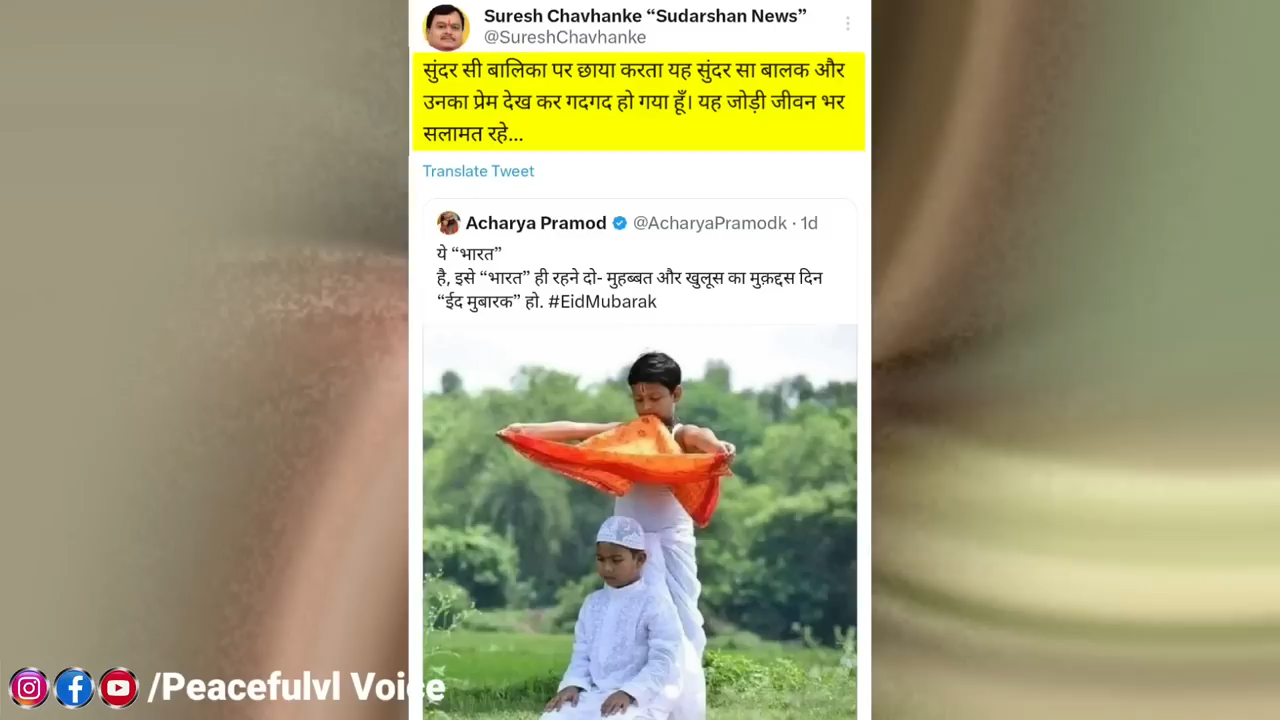 Suresh Chavhanke “Sudarshan News”
@SureshChavhanke
सुंदर सी बालिका पर छाया करता यह सुंदर सा बालक और
उनका प्रेम देख कर गदगद हो गया हूँ। यह जोड़ी जीवन भर
सलामत रहे...
Translate Tweet
Acharya Pramod @AcharyaPramodk · 1d
ये “भारत”
है, इसे “भारत” ही रहने दो- मुहब्बत और खुलूस का मुक़द्दस दिन
“ईद मुबारक” हो. #EidMubarak
/Peacefulvl Voice